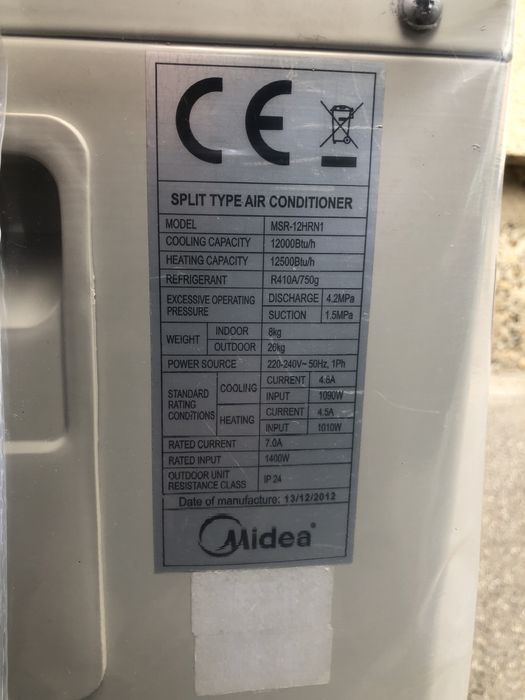 CE
SPLIT TYPE AIR CONDITIONER
MODEL MSR-12HRN1
COOLING CAPACITY 12000Btu/h
HEATING CAPACITY 12500Btu/h
REFRIGERANT R410A/750g
EXCESSIVE OPERATING PRESSURE DISCHARGE 4.2MPa
SUCTION 1.5MPa
WEIGHT INDOOR 8kg
OUTDOOR 26kg
POWER SOURCE 220-240V~50Hz, 1Ph
STANDARD RATING CONDITIONS COOLING CURRENT 4.8A
INPUT 1090W
HEATING CURRENT 4.5A
INPUT 1010W
RATED CURRENT 7.0A
RATED INPUT 1400W
OUTDOOR UNIT RESISTANCE CLASS IP 24
Date of manufacture: 13/12/2012
Midea®